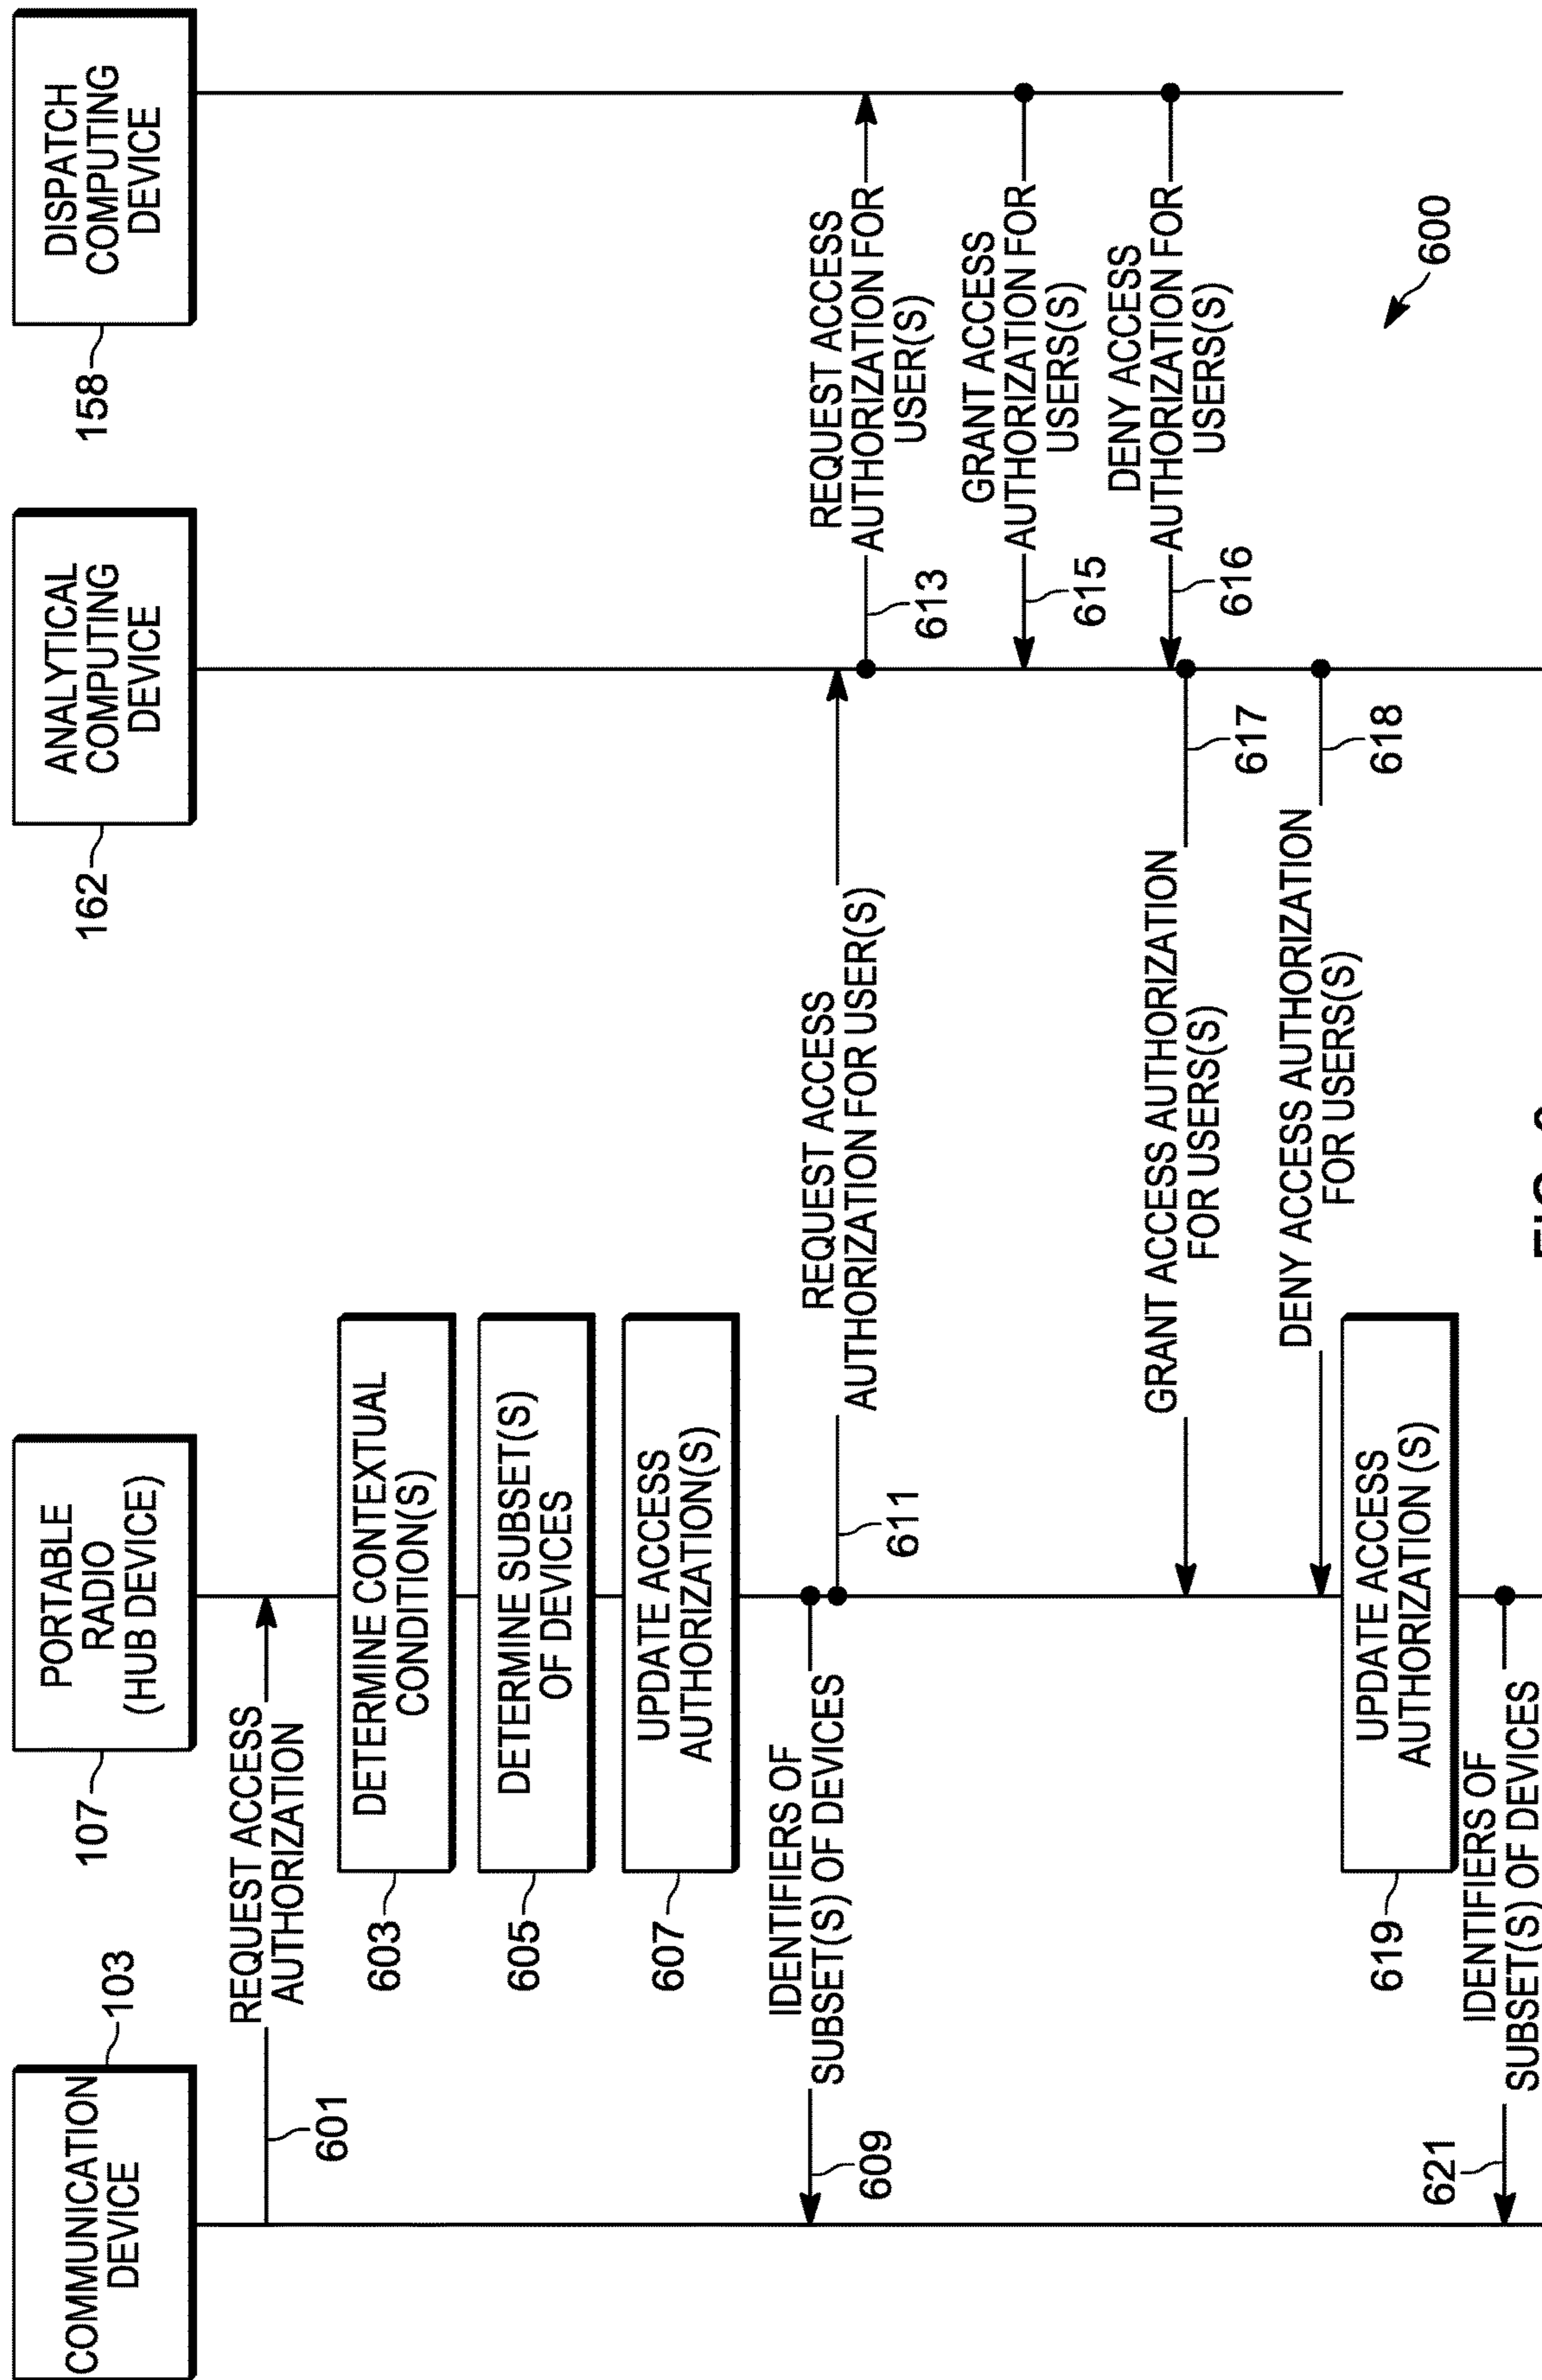 COMMUNICATION
DEVICE
103
PORTABLE
RADIO
(HUB DEVICE)
107
ANALYTICAL
COMPUTING
DEVICE
162
DISPATCH
COMPUTING
DEVICE
158
REQUEST ACCESS
AUTHORIZATION
601
DETERMINE CONTEXTUAL
CONDITION(S)
603
DETERMINE SUBSET(S)
OF DEVICES
605
UPDATE ACCESS
AUTHORIZATION(S)
607
IDENTIFIERS OF
SUBSET(S) OF DEVICES
609
REQUEST ACCESS
AUTHORIZATION FOR USER(S)
611
REQUEST ACCESS
AUTHORIZATION FOR
USER(S)
613
GRANT ACCESS
AUTHORIZATION FOR
USERS(S)
615
DENY ACCESS
AUTHORIZATION FOR
USERS(S)
616
GRANT ACCESS AUTHORIZATION
FOR USERS(S)
617
DENY ACCESS AUTHORIZATION
FOR USERS(S)
618
UPDATE ACCESS
AUTHORIZATION (S)
619
IDENTIFIERS OF
SUBSET(S) OF DEVICES
621
600
FIG.